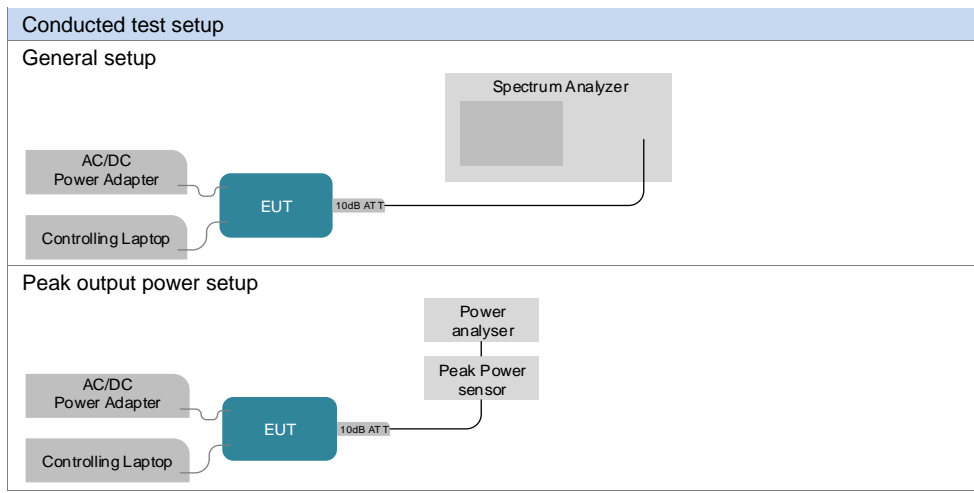 Conducted test setup
General setup
Spectrum Analyzer
AC/DC
Power Adapter
EUT
10dB ATT
Controlling Laptop
Peak output power setup
Power
analyser
Peak Power
sensor
AC/DC
Power Adapter
EUT
10dB ATT
Controlling Laptop